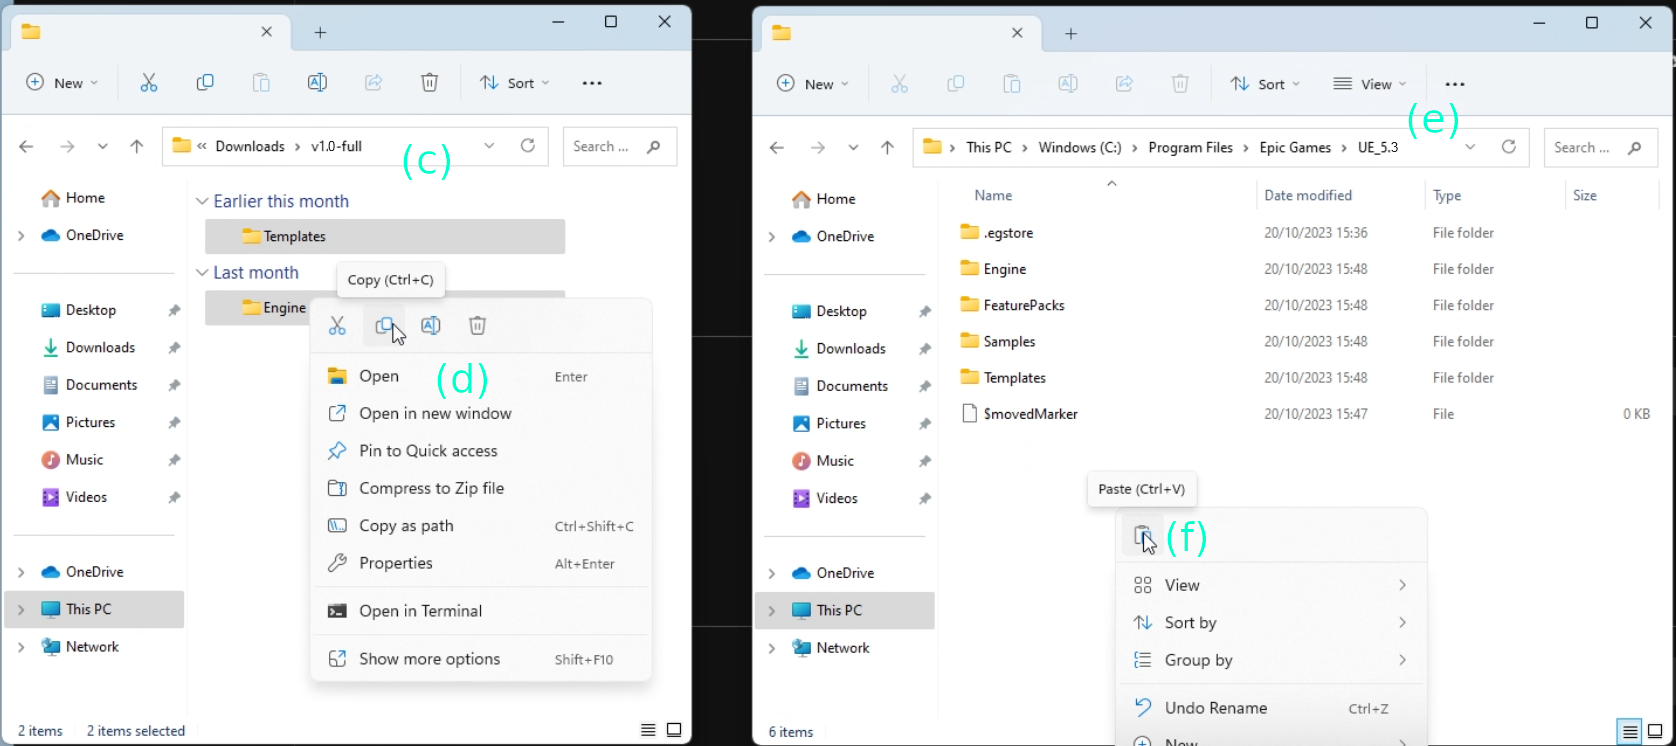 New
Sort
Downloads › v1.0-full
Search ...
(c)
Home
OneDrive
Desktop
Downloads
Documents
Pictures
Music
Videos
OneDrive
This PC
Network
Earlier this month
Templates
Last month
Engine
Copy (Ctrl+C)
Open Enter
(d)
Open in new window
Pin to Quick access
Compress to Zip file
Copy as path Ctrl+Shift+C
Properties Alt+Enter
Open in Terminal
Show more options Shift+F10
2 items 2 items selected
New
Sort
View
(e)
This PC › Windows (C:) › Program Files › Epic Games › UE_5.3
Search ...
Home
OneDrive
Desktop
Downloads
Documents
Pictures
Music
Videos
OneDrive
This PC
Network
Name Date modified Type Size
.egstore 20/10/2023 15:36 File folder
Engine 20/10/2023 15:48 File folder
FeaturePacks 20/10/2023 15:48 File folder
Samples 20/10/2023 15:48 File folder
Templates 20/10/2023 15:48 File folder
$movedMarker 20/10/2023 15:47 File 0 KB
Paste (Ctrl+V)
(f)
View
Sort by
Group by
Undo Rename Ctrl+Z
New
6 items